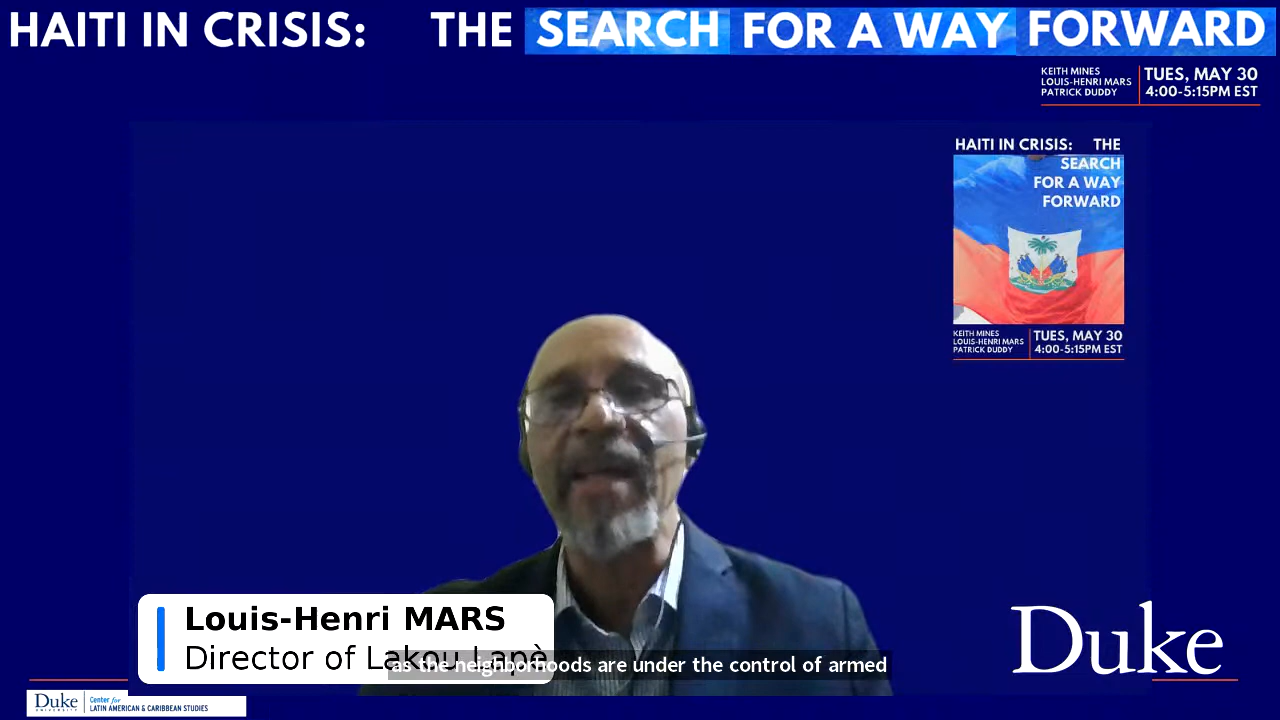 HAITI IN CRISIS: THE SEARCH FOR A WAY FORWARD
KEITH MINES
LOUIS-HENRI MARS
PATRICK DUDDY
TUES, MAY 30
4:00-5:15PM EST
HAITI IN CRISIS: THE
SEARCH
FOR A WAY
FORWARD
KEITH MINES
LOUIS-HENRI MARS
PATRICK DUDDY
TUES, MAY 30
4:00-5:15PM EST
Louis-Henri MARS
Director of Lakou Lapè
as the neighborhoods are under the control of armed
Duke
Duke
UNIVERSITY
Center for
LATIN AMERICAN & CARIBBEAN STUDIES